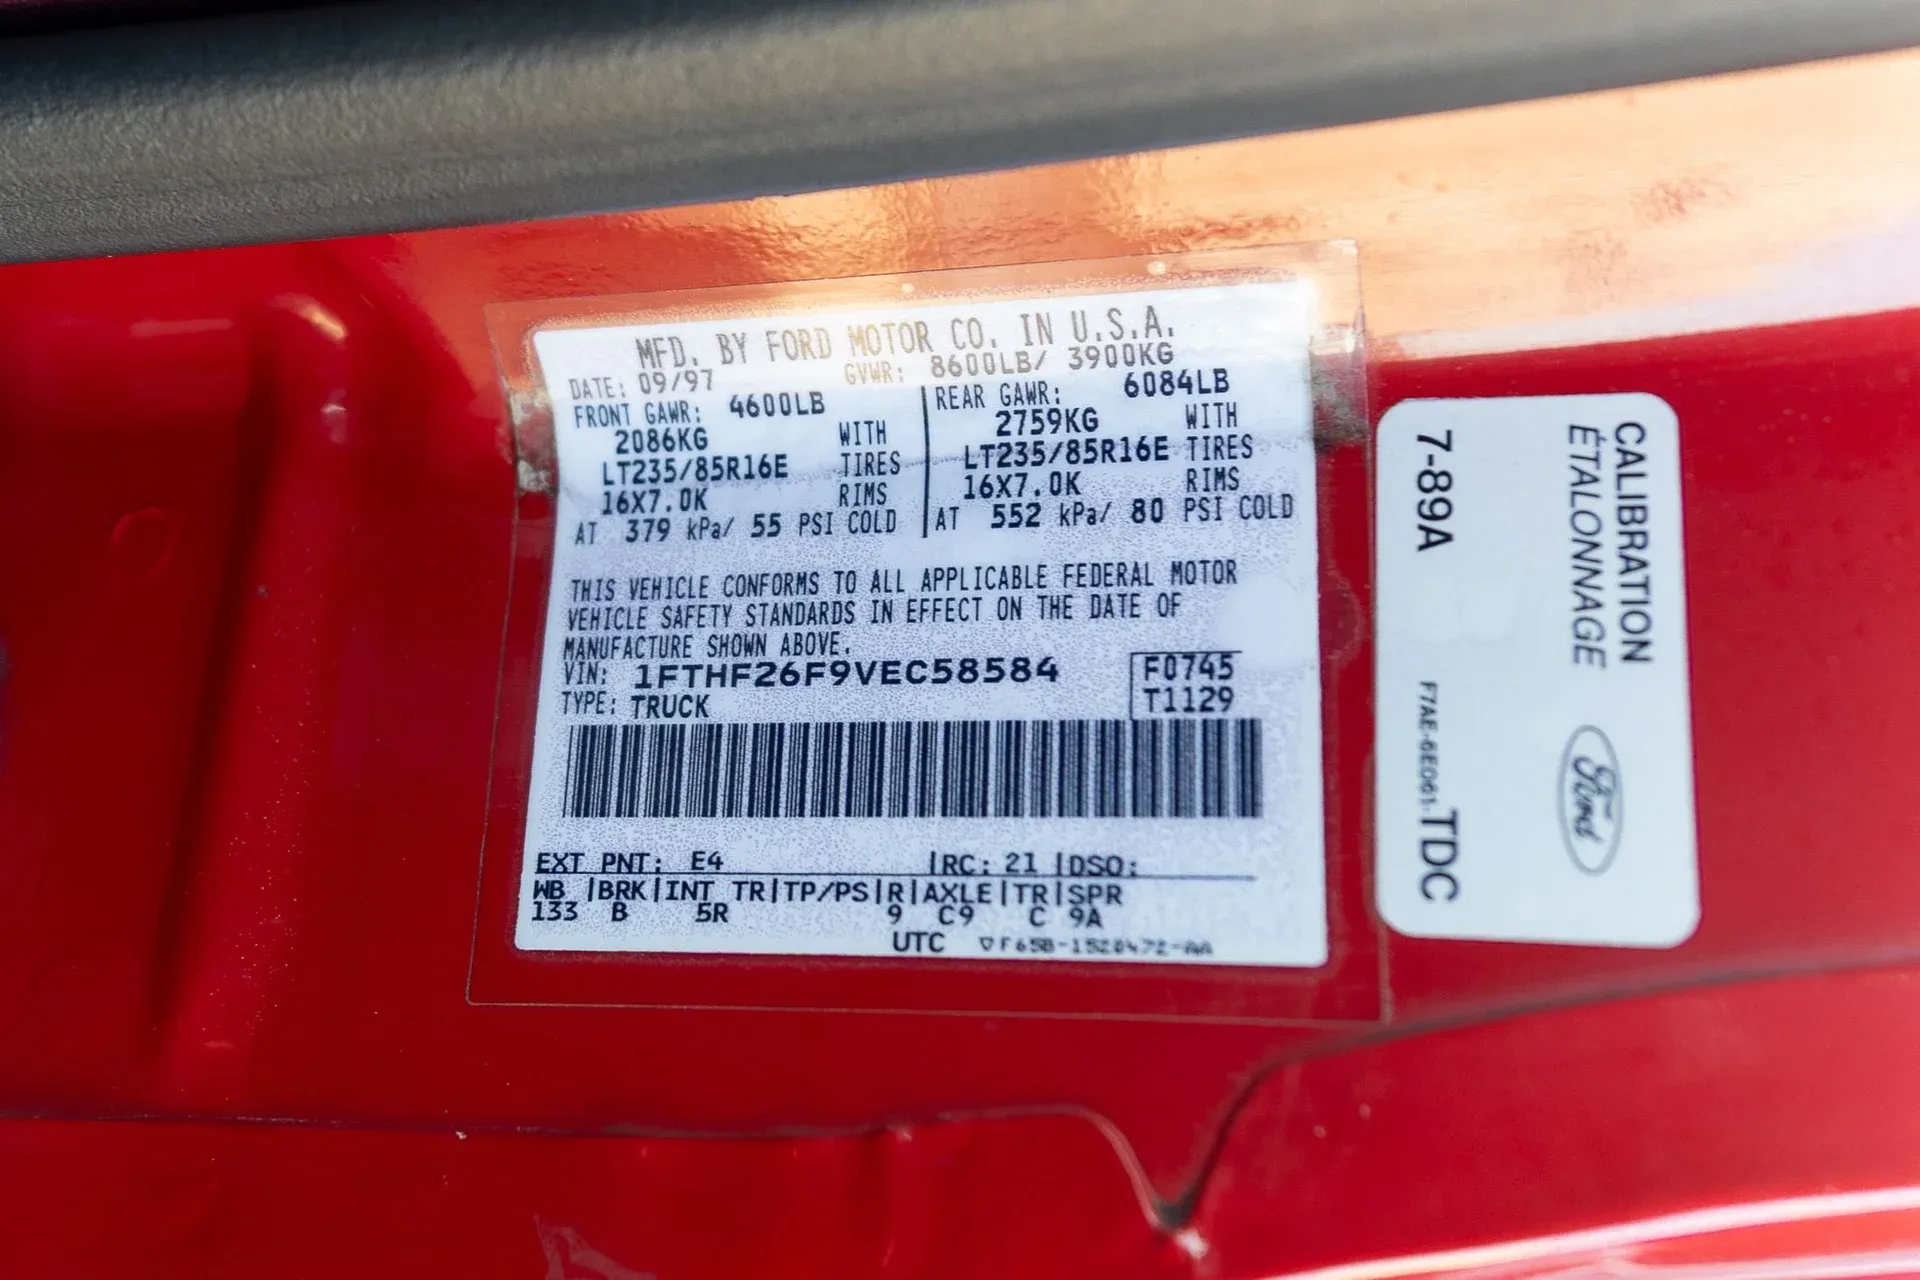 MFD. BY FORD MOTOR CO. IN U.S.A.
DATE: 09/97 GVWR: 8600LB/ 3900KG
FRONT GAWR: 4600LB
2086KG WITH
LT235/85R16E TIRES
16X7.0K RIMS
AT 379 kPa/ 55 PSI COLD
REAR GAWR: 6084LB
2759KG WITH
LT235/85R16E TIRES
16X7.0K RIMS
AT 552 kPa/ 80 PSI COLD
THIS VEHICLE CONFORMS TO ALL APPLICABLE FEDERAL MOTOR
VEHICLE SAFETY STANDARDS IN EFFECT ON THE DATE OF
MANUFACTURE SHOWN ABOVE.
VIN: 1FTHF26F9VEC58584 F0745
TYPE: TRUCK T1129
EXT PNT: E4 |RC: 21 |DSO:
WB |BRK|INT TR|TP/PS|R|AXLE|TR|SPR
133 B 5R 9 C9 C 9A
UTC ▽F65B-1520472-AA
CALIBRATION
ÉTALONNAGE
Ford
7-89A F7AE-6E061-TDC